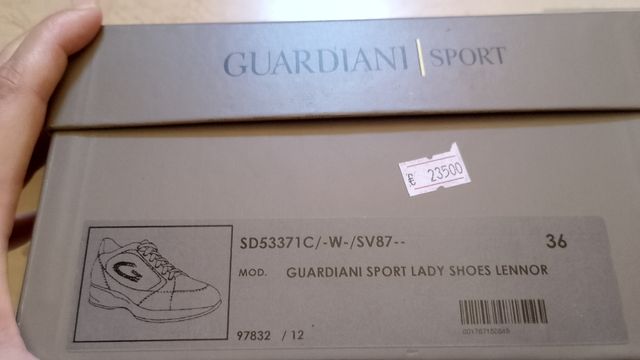 GUARDIANI | SPORT
23500
SD53371C/-W-/SV87-- 36
MOD. GUARDIANI SPORT LADY SHOES LENNOR
G
97832 / 12